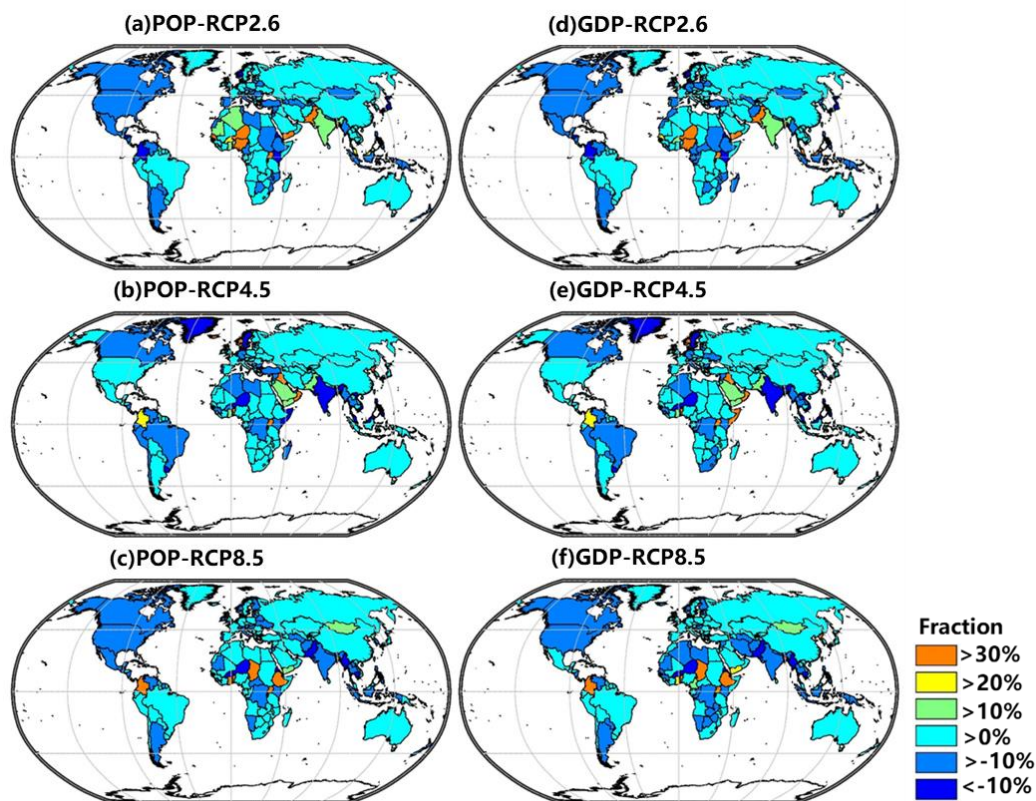 (a)POP-RCP2.6
(d)GDP-RCP2.6
(b)POP-RCP4.5
(e)GDP-RCP4.5
(c)POP-RCP8.5
(f)GDP-RCP8.5
Fraction
>30%
>20%
>10%
>0%
>-10%
<-10%